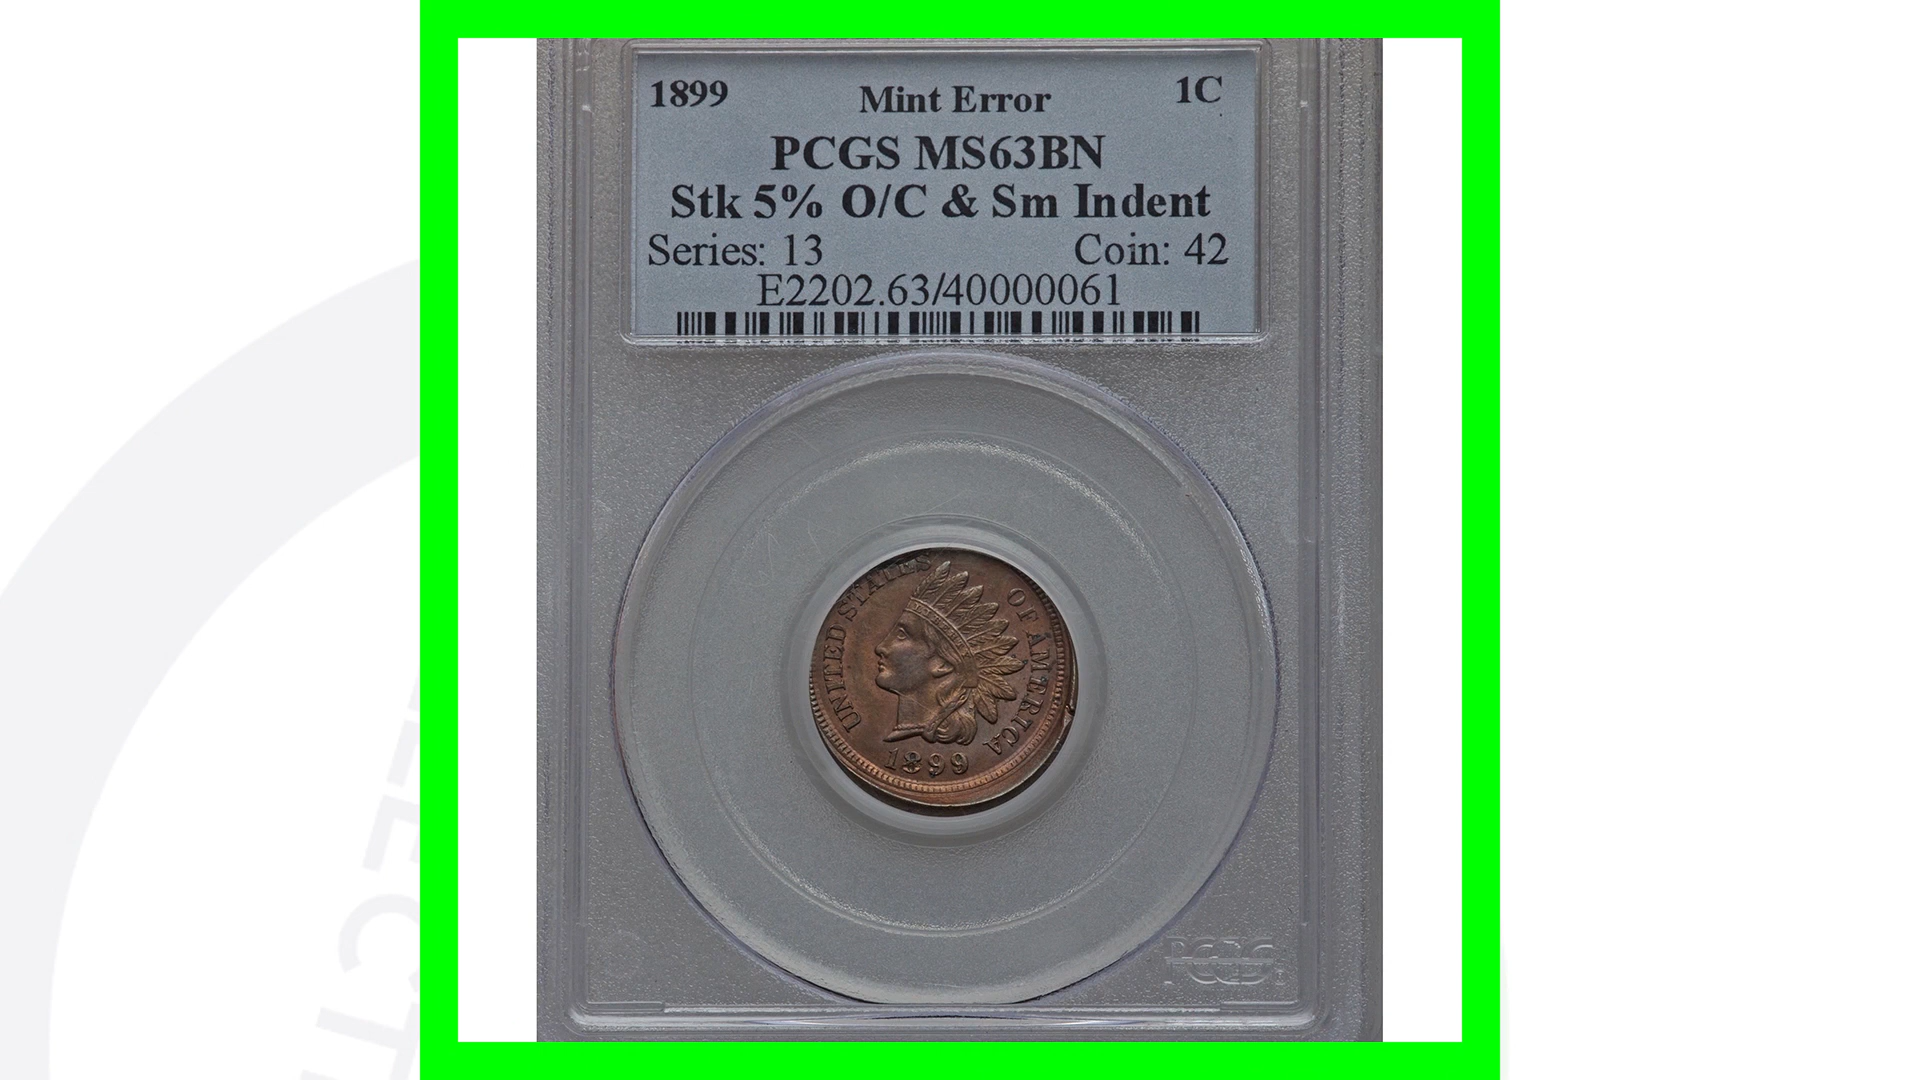 1899 Mint Error 1C
PCGS MS63BN
Stk 5% O/C & Sm Indent
Series: 13 Coin: 42
E2202.63/40000061
UNITED STATES OF AMERICA
1899
PCGS